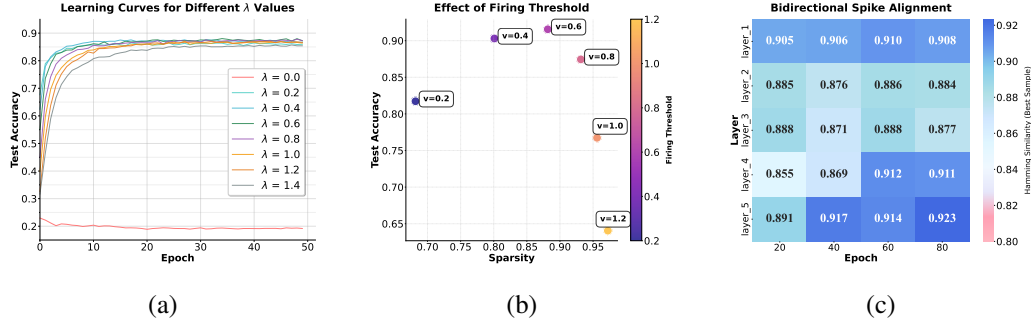 Learning Curves for Different λ Values
Test Accuracy
0.9
0.8
0.7
0.6
0.5
0.4
0.3
0.2
λ = 0.0
λ = 0.2
λ = 0.4
λ = 0.6
λ = 0.8
λ = 1.0
λ = 1.2
λ = 1.4
0 10 20 30 40 50
Epoch
(a)
Effect of Firing Threshold
Test Accuracy
0.90
0.85
0.80
0.75
0.70
0.65
v=0.2
v=0.4
v=0.6
v=0.8
v=1.0
v=1.2
0.70 0.75 0.80 0.85 0.90 0.95
Sparsity
1.2
1.0
0.8
0.6
0.4
0.2
Firing Threshold
(b)
Bidirectional Spike Alignment
Layer
layer_1 0.905 0.906 0.910 0.908
layer_2 0.885 0.876 0.886 0.884
layer_3 0.888 0.871 0.888 0.877
layer_4 0.855 0.869 0.912 0.911
layer_5 0.891 0.917 0.914 0.923
20 40 60 80
Epoch
0.92
0.90
0.88
0.86
0.84
0.82
0.80
Hamming Similarity (Best Sample)
(c)